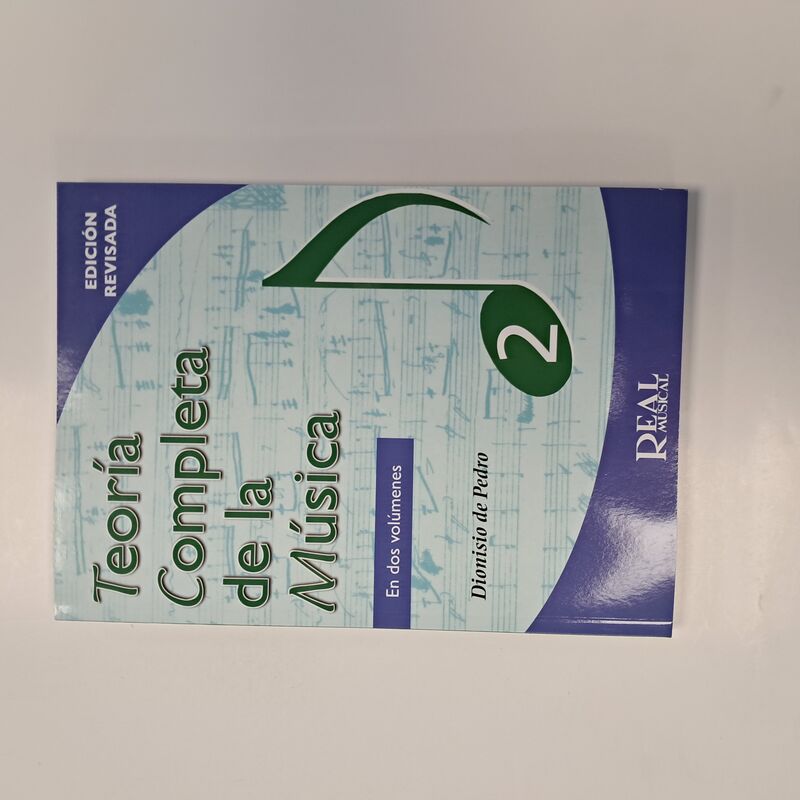 EDICIÓN
REVISADA
Teoría
Completa
de la
Música
En dos volúmenes
Dionisio de Pedro
2
REAL
MUSICAL